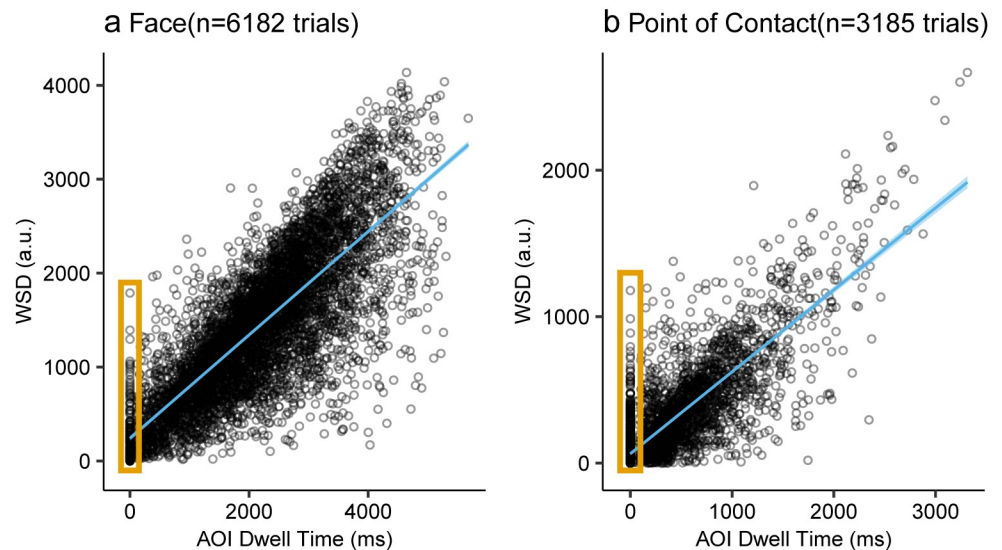 a Face(n=6182 trials)
WSD (a.u.)
4000
3000
2000
1000
0
0 2000 4000
AOI Dwell Time (ms)
b Point of Contact(n=3185 trials)
WSD (a.u.)
2000
1000
0
0 1000 2000 3000
AOI Dwell Time (ms)